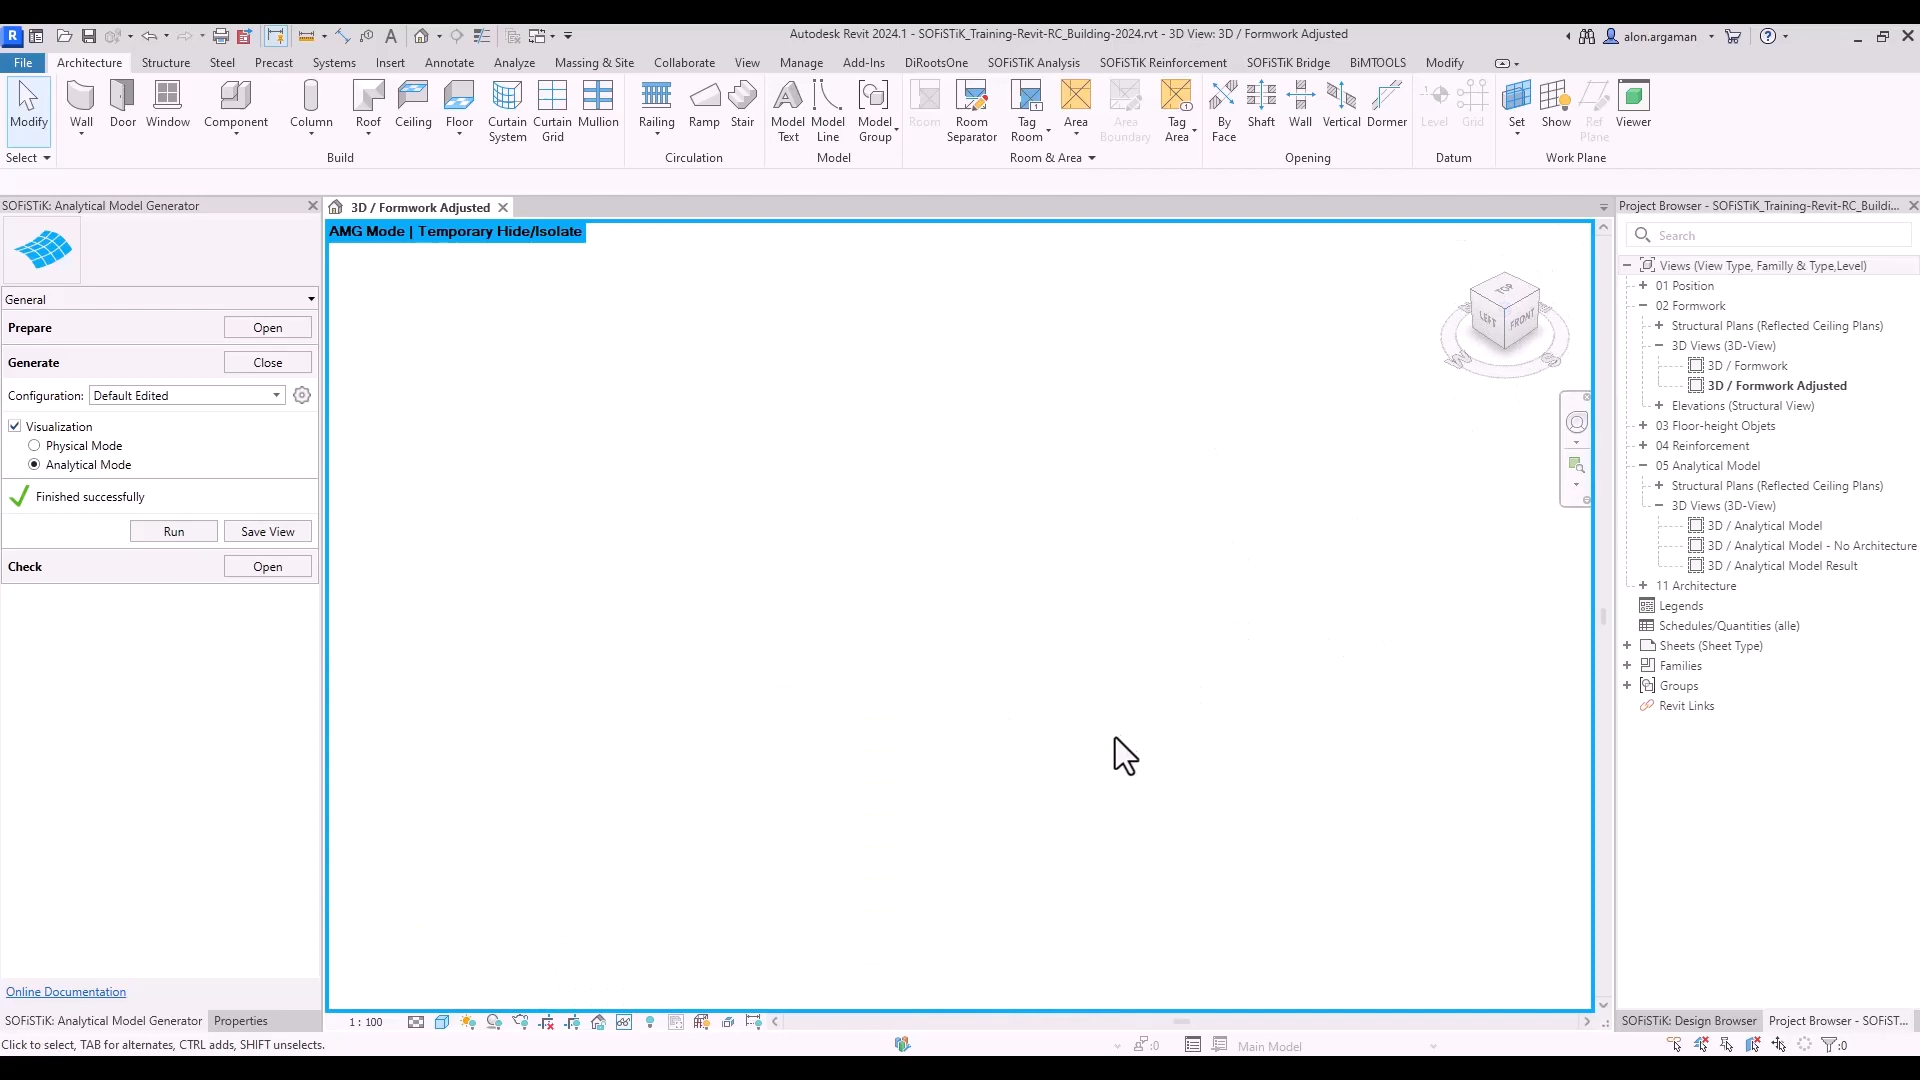 Autodesk Revit 2024.1 - SOFiSTiK_Training-Revit-RC_Building-2024.rvt - 3D View: 3D / Formwork Adjusted
alon.argaman
File Architecture Structure Steel Precast Systems Insert Annotate Analyze Massing & Site Collaborate View Manage Add-Ins DiRootsOne SOFiSTiK Analysis SOFiSTiK Reinforcement SOFiSTiK Bridge BiMTOOLS Modify
Modify Wall Door Window Component Column Roof Ceiling Floor Curtain System Curtain Grid Mullion Railing Ramp Stair Model Text Model Line Model Group Room Room Separator Tag Room Area Area Boundary Tag Area By Face Shaft Wall Vertical Dormer Level Grid Set Show Ref Plane Viewer
Select Build Circulation Model Room & Area Opening Datum Work Plane
SOFiSTiK: Analytical Model Generator
General
Prepare Open
Generate Close
Configuration: Default Edited
Visualization
Physical Mode
Analytical Mode
Finished successfully
Run Save View
Check Open
Online Documentation
SOFiSTiK: Analytical Model Generator Properties
3D / Formwork Adjusted
AMG Mode | Temporary Hide/Isolate
TOP
LEFT FRONT
1 : 100
Project Browser - SOFiSTiK_Training-Revit-RC_Buildi...
Search
Views (View Type, Familly & Type,Level)
01 Position
02 Formwork
Structural Plans (Reflected Ceiling Plans)
3D Views (3D-View)
3D / Formwork
3D / Formwork Adjusted
Elevations (Structural View)
03 Floor-height Objets
04 Reinforcement
05 Analytical Model
Structural Plans (Reflected Ceiling Plans)
3D Views (3D-View)
3D / Analytical Model
3D / Analytical Model - No Architecture
3D / Analytical Model Result
11 Architecture
Legends
Schedules/Quantities (alle)
Sheets (Sheet Type)
Families
Groups
Revit Links
SOFiSTiK: Design Browser Project Browser - SOFiST...
Click to select, TAB for alternates, CTRL adds, SHIFT unselects.
:0
Main Model
:0